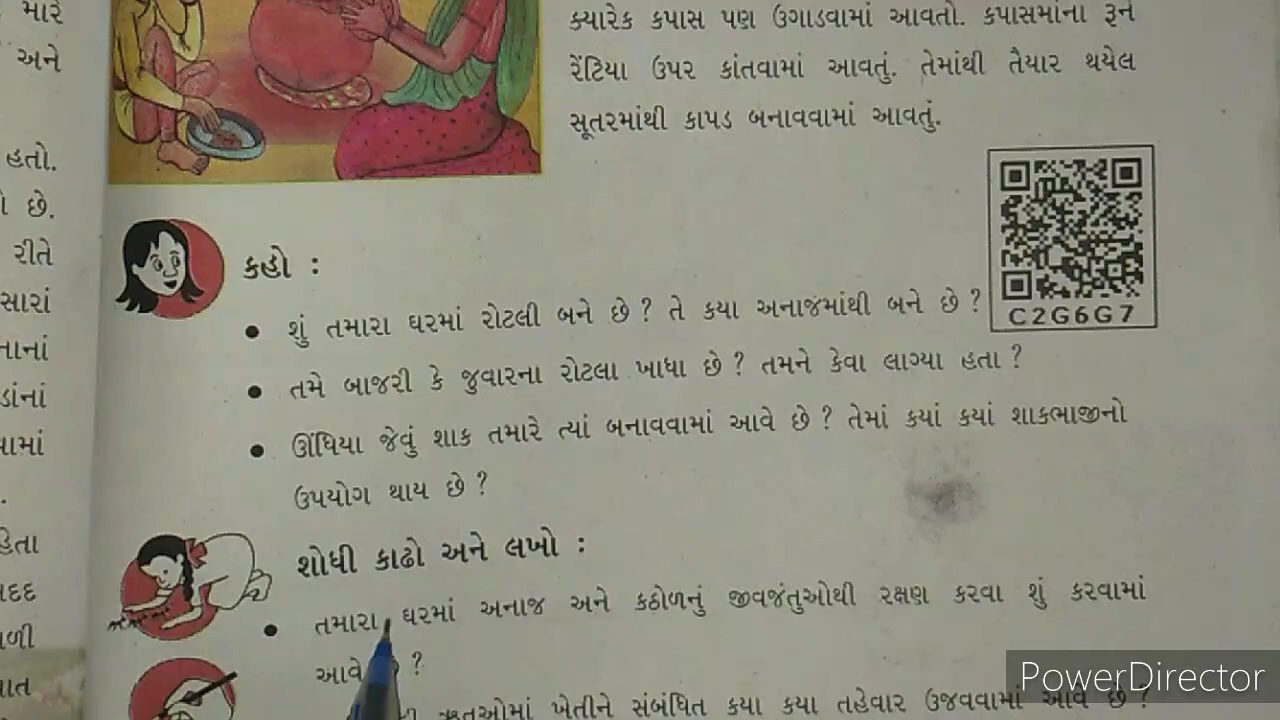 મારે
અને
હતો.
છે.
રીતે
સારાં
ક્યારેક કપાસ પણ ઉગાડવામાં આવતો. કપાસમાંના રૂને
રેંટિયા ઉપર કાંતવામાં આવતું. તેમાંથી તૈયાર થયેલ
સૂતરમાંથી કાપડ બનાવવામાં આવતું.
C2G6G7
કહો :
• શું તમારા ઘરમાં રોટલી બને છે ? તે કયા અનાજમાંથી બને છે ?
• તમે બાજરી કે જુવારના રોટલા ખાધા છે ? તમને કેવા લાગ્યા હતા ?
• ઊંધિયા જેવું શાક તમારે ત્યાં બનાવવામાં આવે છે ? તેમાં કયાં કયાં શાકભાજીનો
ઉપયોગ થાય છે ?
શોધી કાઢો અને લખો :
• તમારા ઘરમાં અનાજ અને કઠોળનું જીવજંતુઓથી રક્ષણ કરવા શું કરવામાં
આવે ?
ઋતુઓમાં ખેતીને સંબંધિત કયા કયા તહેવાર ઉજવવામાં આવે છે ?
PowerDirector